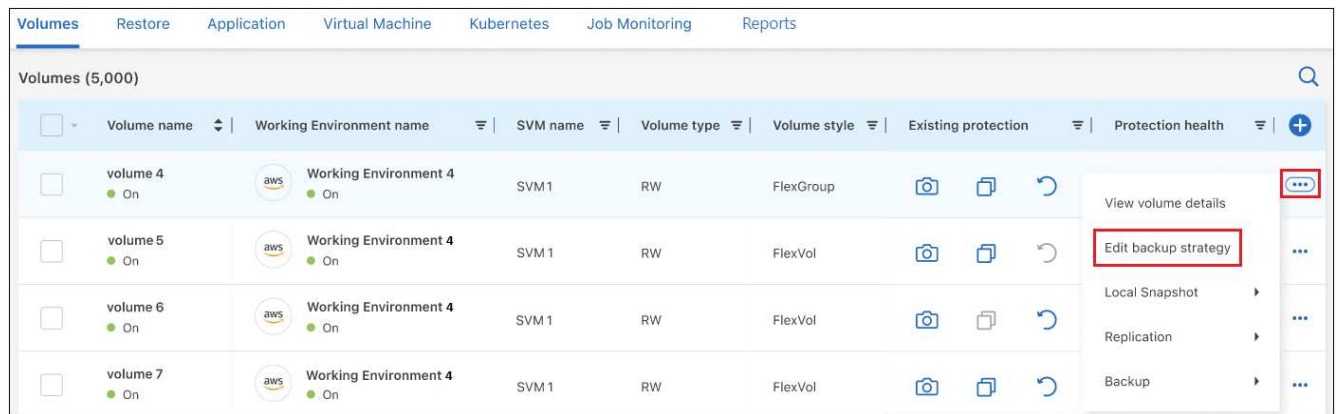 Volumes Restore Application Virtual Machine Kubernetes Job Monitoring Reports
Volumes (5,000)
Volume name Working Environment name SVM name Volume type Volume style Existing protection Protection health
volume 4 aws Working Environment 4 SVM1 RW FlexGroup
On On
View volume details
volume 5 aws Working Environment 4 SVM1 RW FlexVol
On On
Edit backup strategy
volume 6 aws Working Environment 4 SVM1 RW FlexVol
On On
Local Snapshot
Replication
volume 7 aws Working Environment 4 SVM1 RW FlexVol
On On
Backup